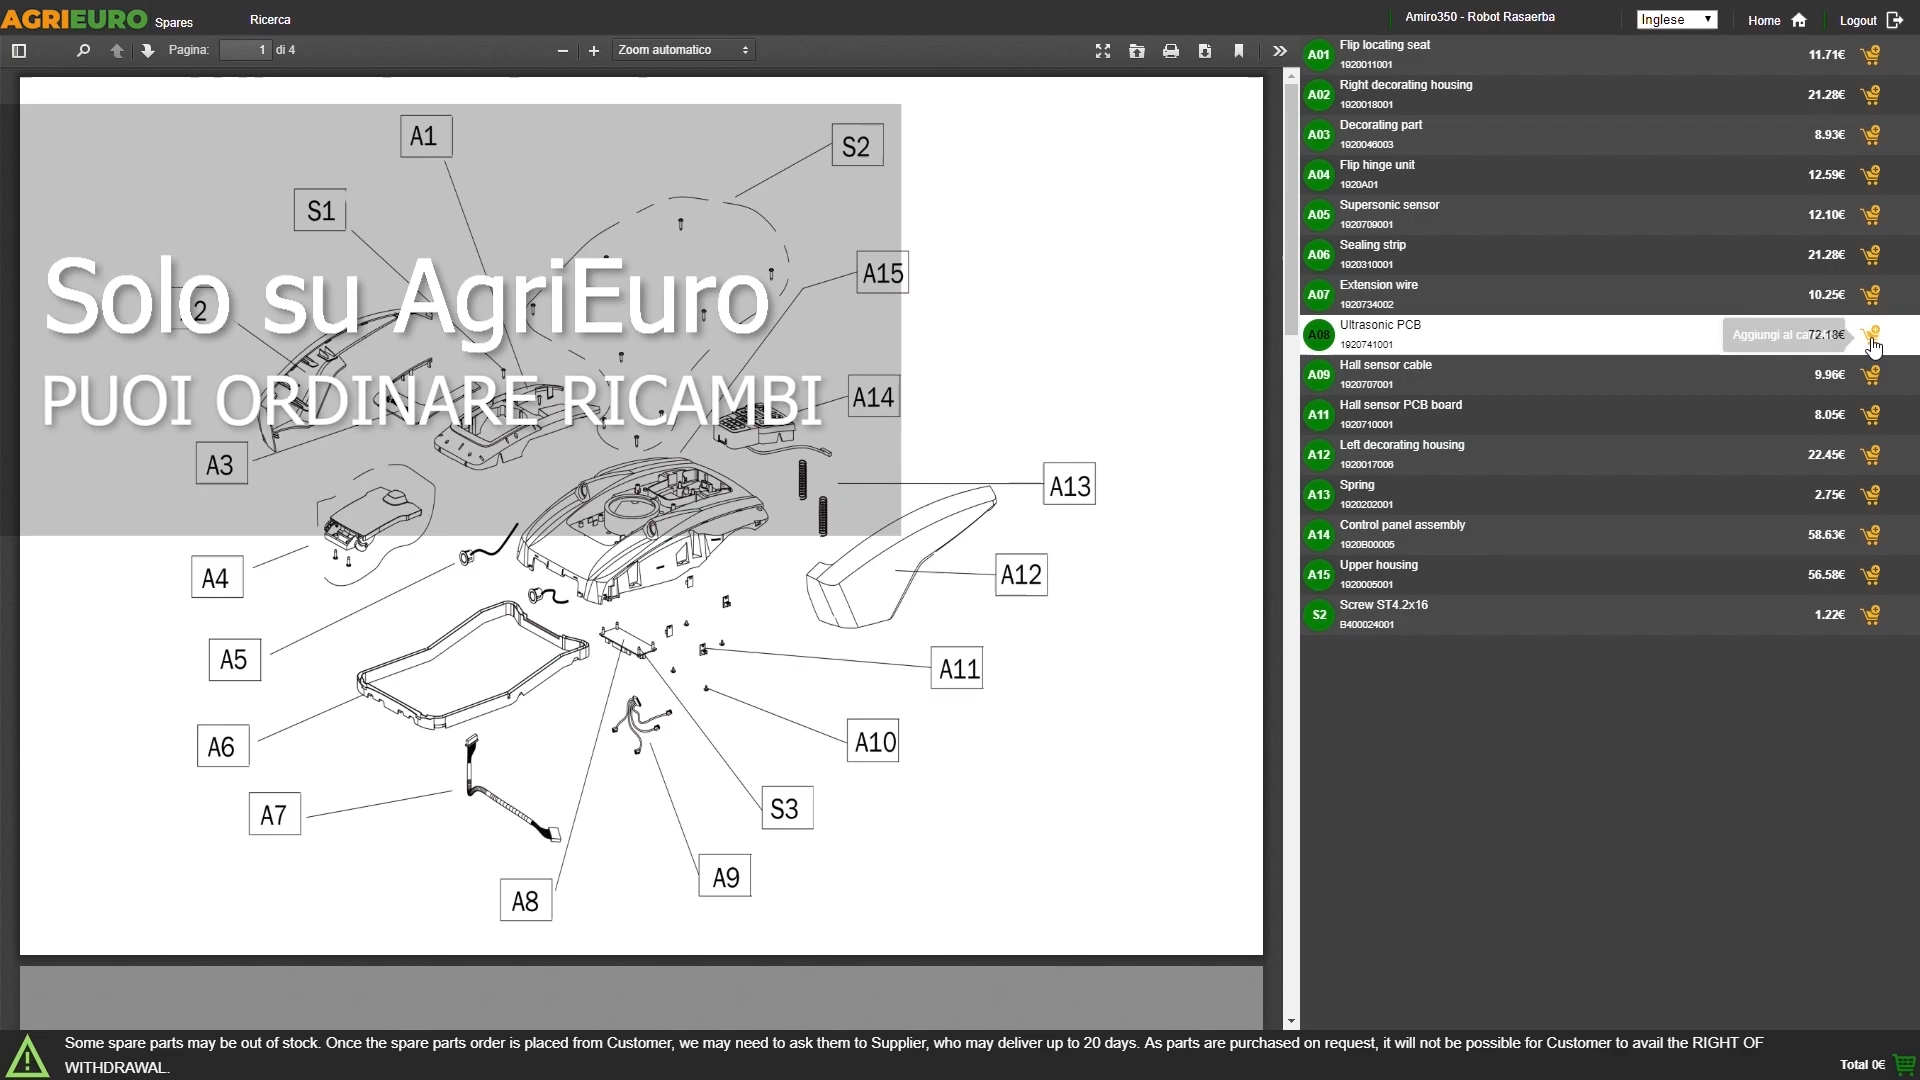 AGRIEURO Spares
Ricerca
Amiro350 - Robot Rasaerba
Inglese
Home
Logout
Pagina: 1 di 4
Zoom automatico
A1
S2
S1
A15
Solo su AgriEuro
PUOI ORDINARE RICAMBI
A14
A3
A13
A4
A12
A5
A11
A6
A10
A7
S3
A9
A8
A01 Flip locating seat 11.71€
1920011001
A02 Right decorating housing 21.28€
1920018001
A03 Decorating part 8.93€
1920046003
A04 Flip hinge unit 12.59€
1920A01
A05 Supersonic sensor 12.10€
1920709001
A06 Sealing strip 21.28€
1920310001
A07 Extension wire 10.25€
1920734002
A08 Ultrasonic PCB Aggiungi al 72.18€
1920741001
A09 Hall sensor cable 9.96€
1920707001
A11 Hall sensor PCB board 8.05€
1920710001
A12 Left decorating housing 22.45€
1920017006
A13 Spring 2.75€
1920202001
A14 Control panel assembly 58.63€
1920B00005
A15 Upper housing 56.58€
1920005001
S2 Screw ST4.2x16 1.22€
B400024001
Some spare parts may be out of stock. Once the spare parts order is placed from Customer, we may need to ask them to Supplier, who may deliver up to 20 days. As parts are purchased on request, it will not be possible for Customer to avail the RIGHT OF
WITHDRAWAL.
Total 0€